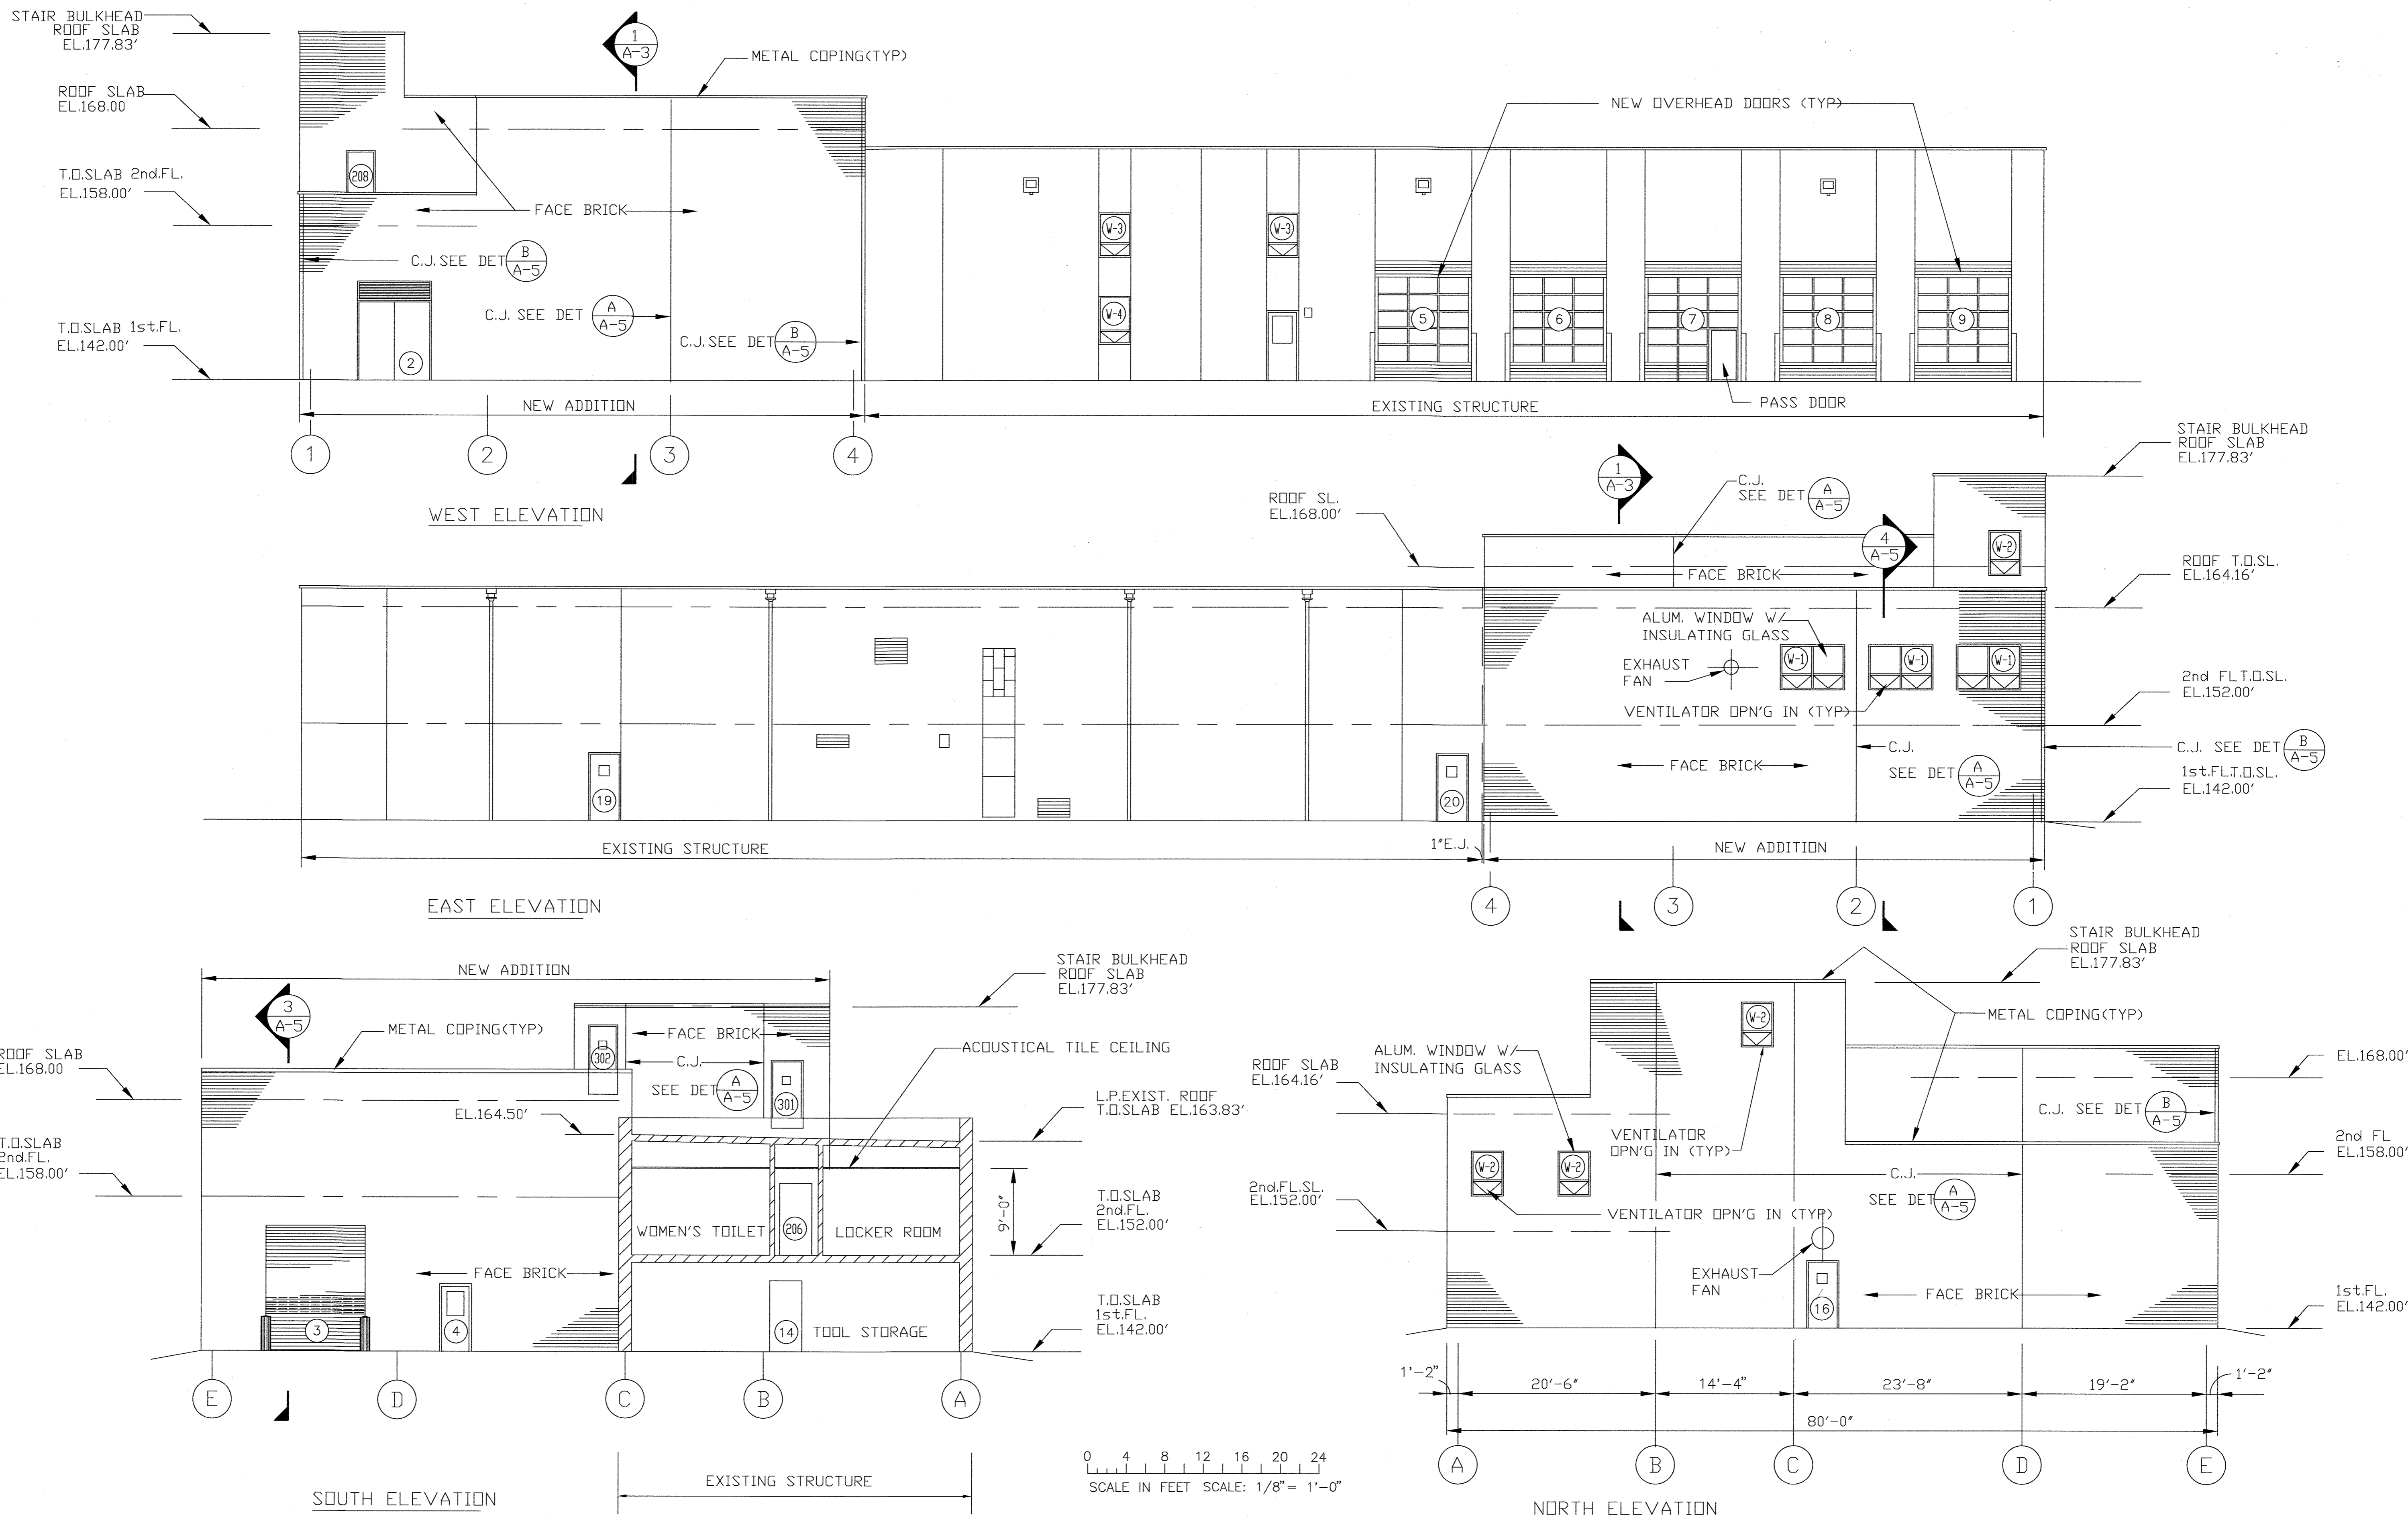 STAIR BULKHEAD
ROOF SLAB
EL.177.83'
1
A-3
METAL COPING(TYP)
ROOF SLAB
EL.168.00
NEW OVERHEAD DOORS (TYP)
T.O.SLAB 2nd.FL.
EL.158.00'
208
FACE BRICK
W-3
W-3
C.J. SEE DET
B
A-5
C.J. SEE DET
A
A-5
W-4
T.O.SLAB 1st.FL.
EL.142.00'
C.J. SEE DET
B
A-5
2
5
6
7
8
9
PASS DOOR
NEW ADDITION
EXISTING STRUCTURE
1
2
3
4
WEST ELEVATION
STAIR BULKHEAD
ROOF SLAB
EL.177.83'
1
A-3
C.J.
SEE DET
A
A-5
ROOF SL.
EL.168.00'
4
A-5
W-2
FACE BRICK
ROOF T.O.SL.
EL.164.16'
ALUM. WINDOW W/
INSULATING GLASS
EXHAUST
FAN
W-1
W-1
W-1
2nd FLT.O.SL.
EL.152.00'
VENTILATOR OPN'G IN (TYP)
C.J.
SEE DET
A
A-5
C.J. SEE DET
B
A-5
FACE BRICK
1st.FLT.O.SL.
EL.142.00'
19
20
EXISTING STRUCTURE
1"E.J.
NEW ADDITION
4
3
2
1
EAST ELEVATION
NEW ADDITION
STAIR BULKHEAD
ROOF SLAB
EL.177.83'
3
A-5
METAL COPING(TYP)
FACE BRICK
302
C.J.
SEE DET
A
A-5
301
ACOUSTICAL TILE CEILING
ROOF SLAB
EL.168.00
EL.164.50'
L.P.EXIST. ROOF
T.O.SLAB EL.163.83'
T.O.SLAB
2nd.FL.
EL.158.00'
T.O.SLAB
2nd.FL.
EL.152.00'
9'-0"
WOMEN'S TOILET
206
LOCKER ROOM
FACE BRICK
3
4
14
TOOL STORAGE
T.O.SLAB
1st.FL.
EL.142.00'
E
D
C
B
A
EXISTING STRUCTURE
SOUTH ELEVATION
0 4 8 12 16 20 24
SCALE IN FEET SCALE: 1/8"= 1'-0"
STAIR BULKHEAD
ROOF SLAB
EL.177.83'
METAL COPING(TYP)
W-2
ALUM. WINDOW W/
INSULATING GLASS
ROOF SLAB
EL.164.16'
EL.168.00'
C.J. SEE DET
B
A-5
VENTILATOR
OPN'G IN (TYP)
2nd FL
EL.158.00'
W-2
W-2
C.J.
SEE DET
A
A-5
2nd.FL.SL.
EL.152.00'
VENTILATOR OPN'G IN (TYP)
EXHAUST
FAN
16
FACE BRICK
1st.FL.
EL.142.00'
1'-2"
20'-6"
14'-4"
23'-8"
19'-2"
1'-2"
80'-0"
A
B
C
D
E
NORTH ELEVATION